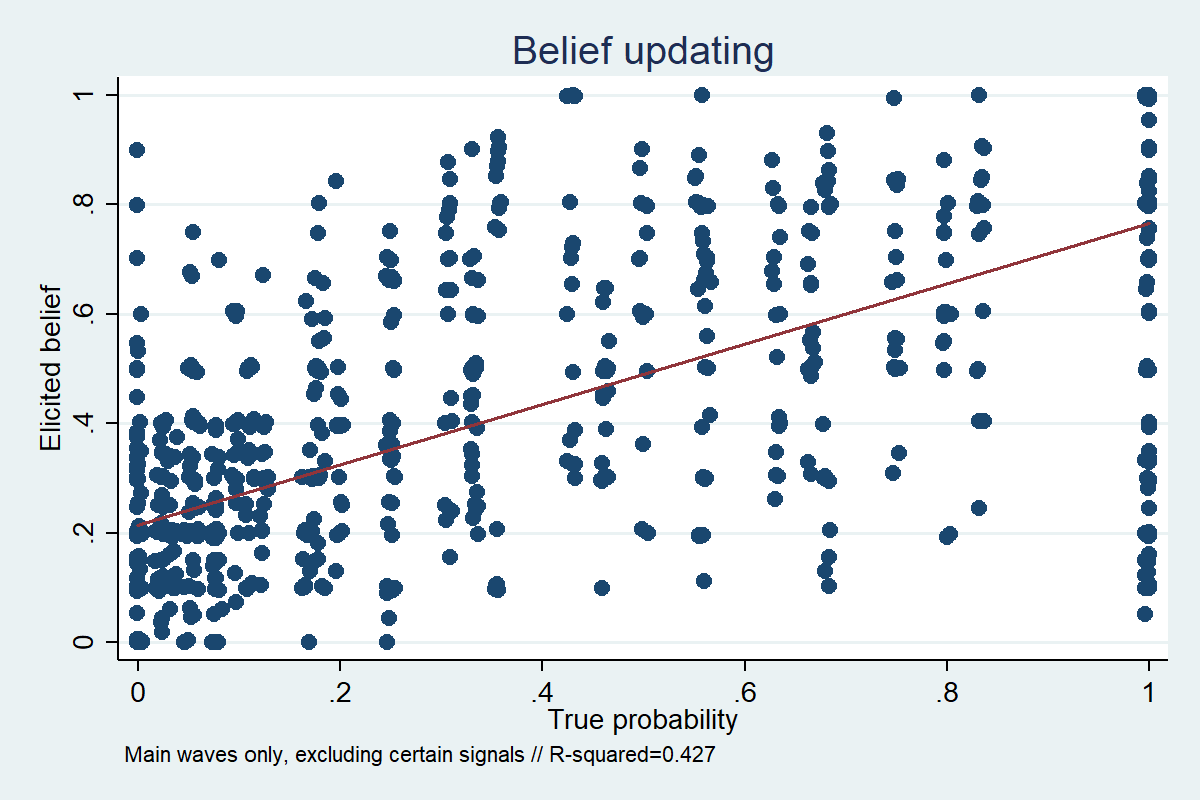 Belief updating
Elicited belief
1
.8
.6
.4
.2
0
0 .2 .4 .6 .8 1
True probability
Main waves only, excluding certain signals // R-squared=0.427